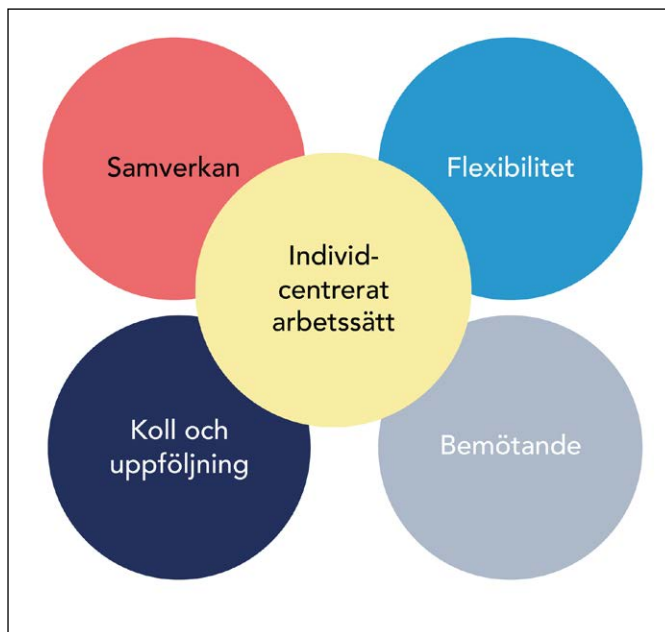 Samverkan
Flexibilitet
Individ-
centrerat
arbetssätt
Koll och
uppföljning
Bemötande